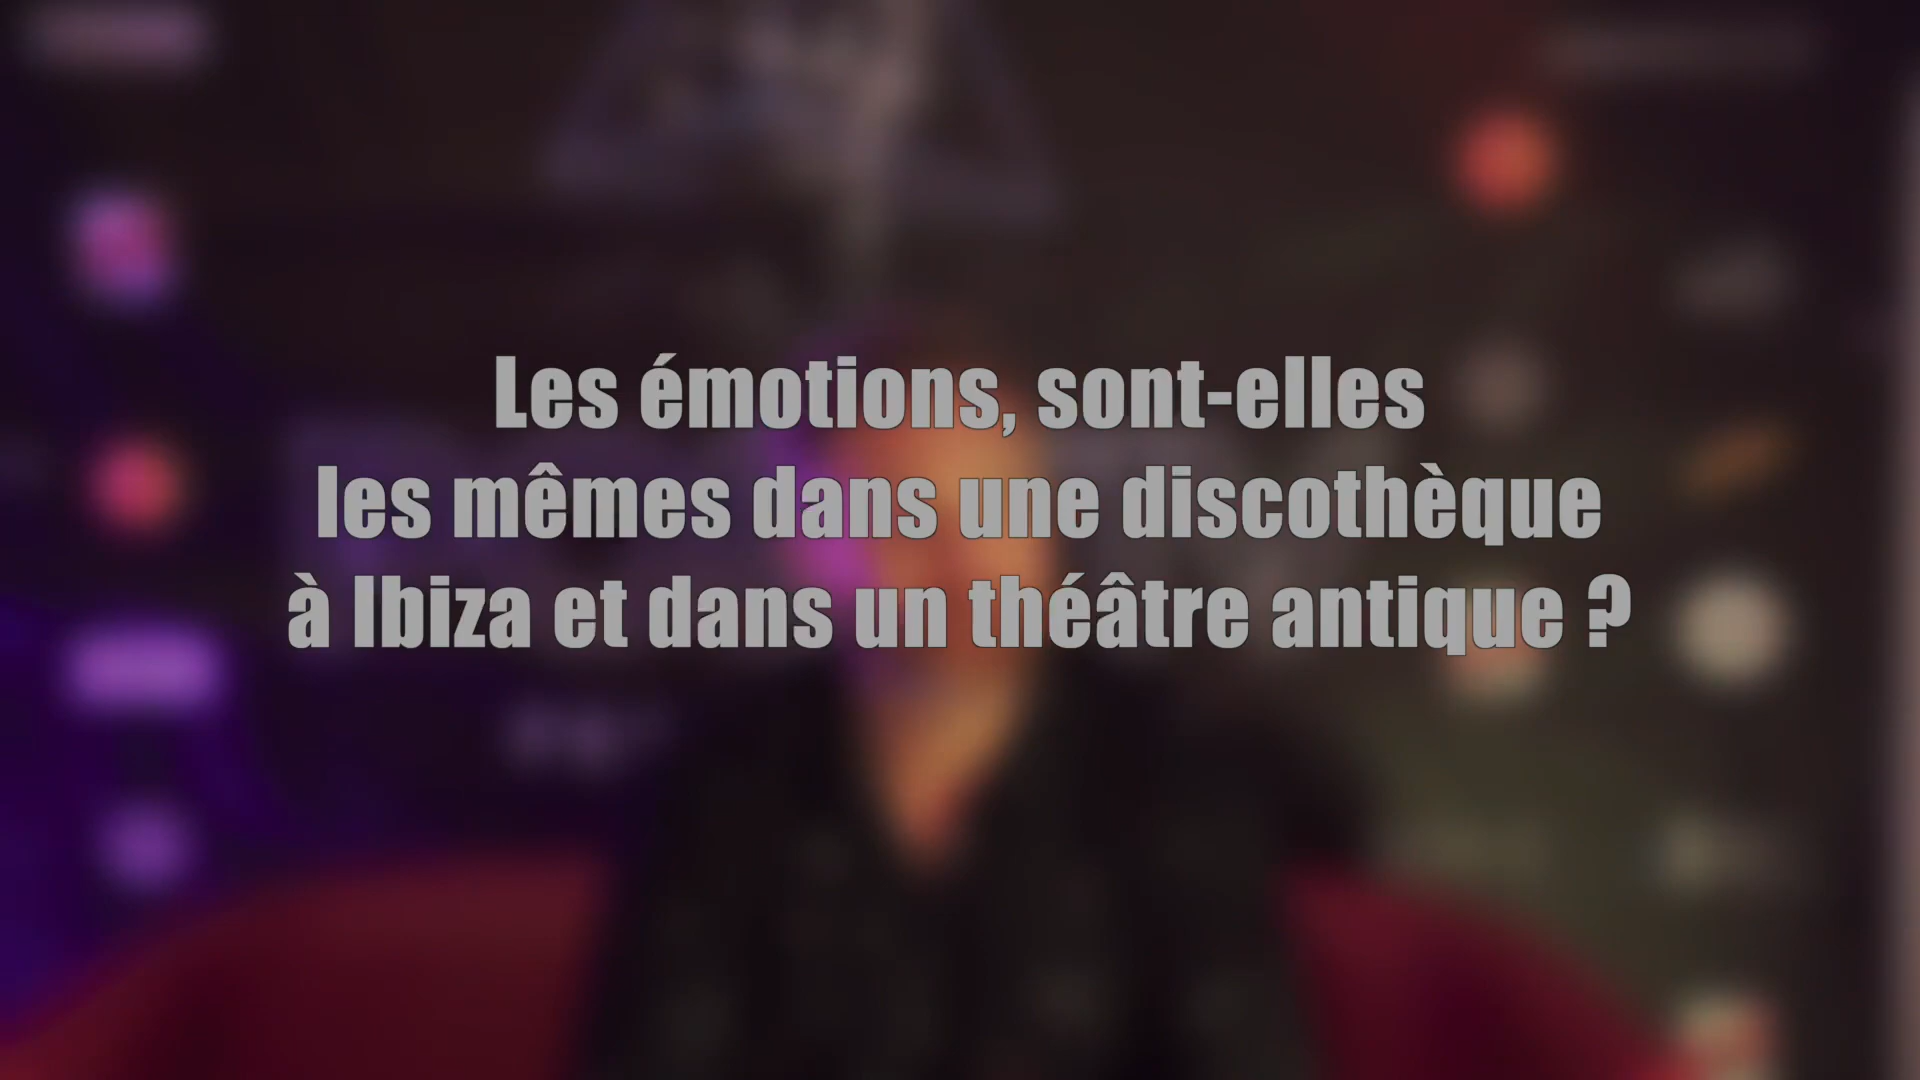 Les émotions, sont-elles
les mêmes dans une discothèque
à Ibiza et dans un théâtre antique ?